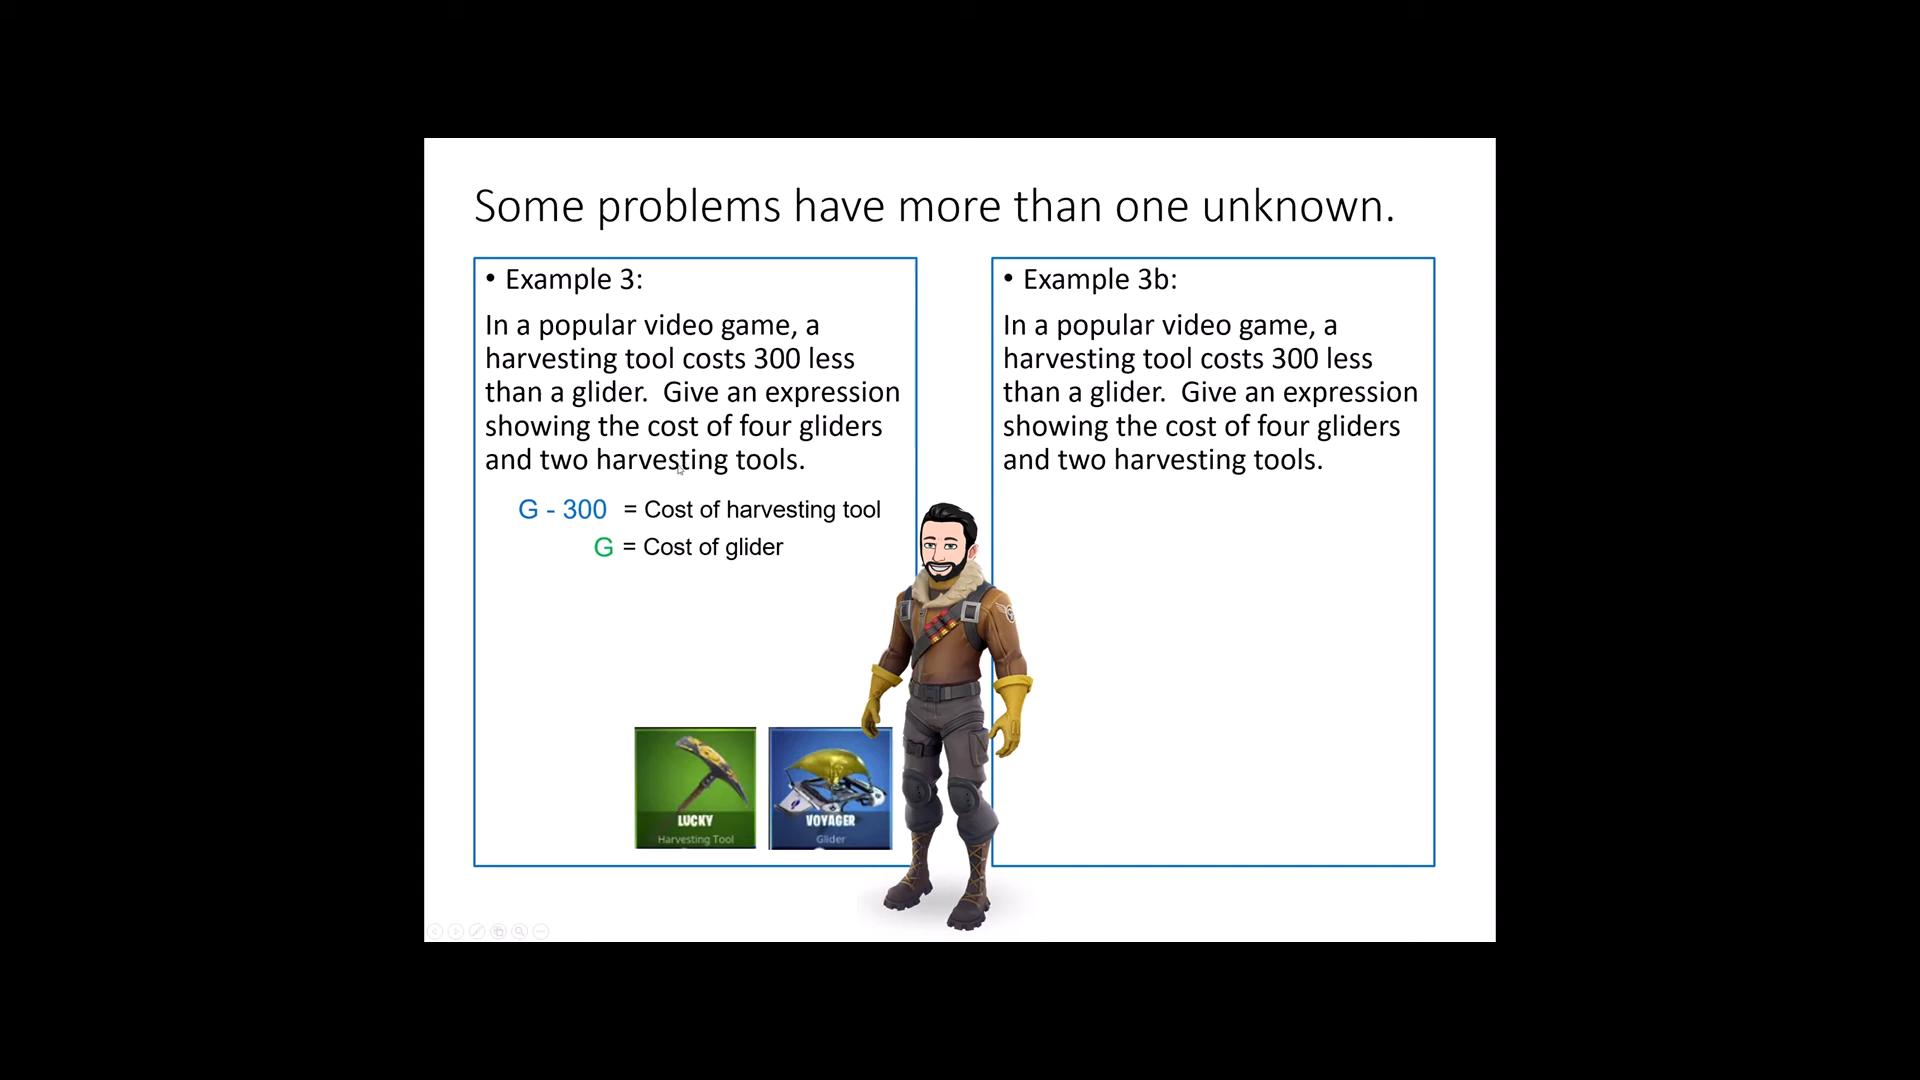 Some problems have more than one unknown.
• Example 3:
In a popular video game, a
harvesting tool costs 300 less
than a glider.  Give an expression
showing the cost of four gliders
and two harvesting tools.
G - 300 = Cost of harvesting tool
G = Cost of glider
LUCKY
Harvesting Tool
VOYAGER
Glider
• Example 3b:
In a popular video game, a
harvesting tool costs 300 less
than a glider.  Give an expression
showing the cost of four gliders
and two harvesting tools.